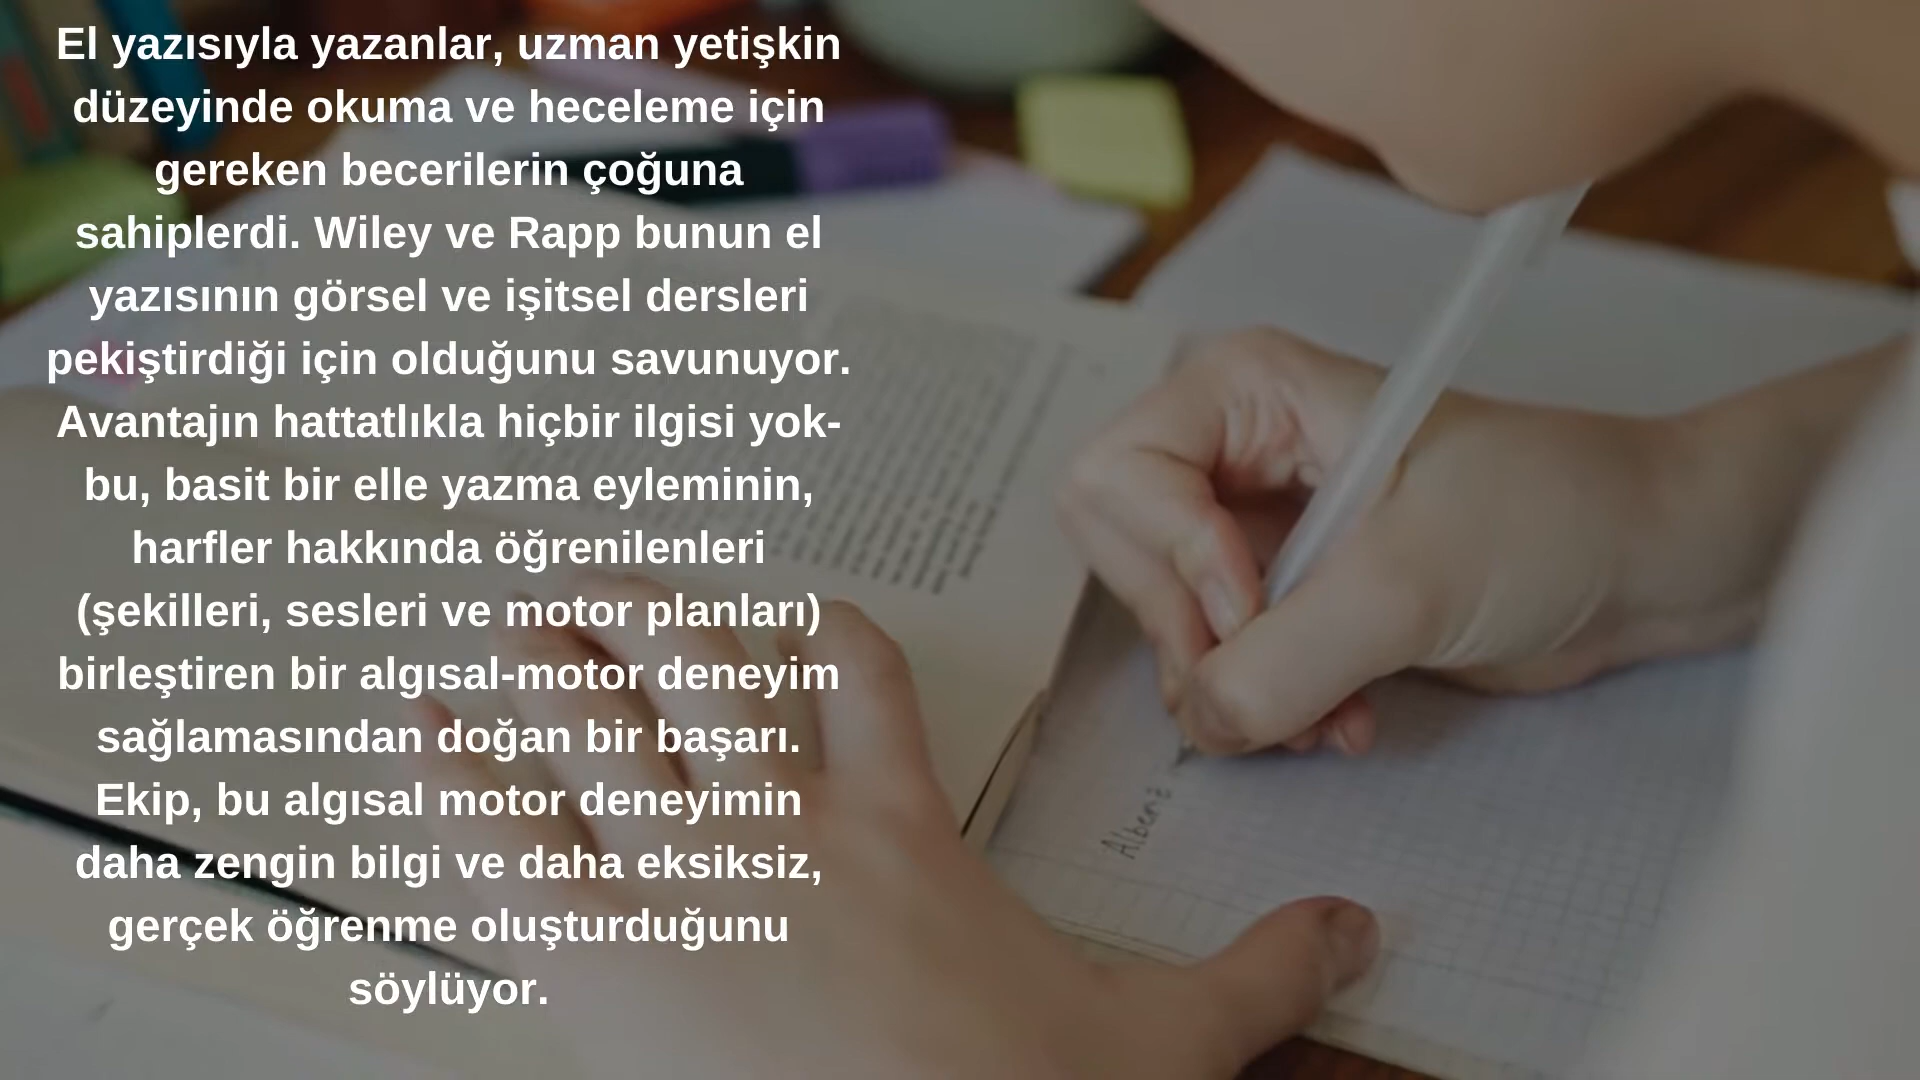 El yazısıyla yazanlar, uzman yetişkin
düzeyinde okuma ve heceleme için
gereken becerilerin çoğuna
sahiplerdi. Wiley ve Rapp bunun el
yazısının görsel ve işitsel dersleri
pekiştirdiği için olduğunu savunuyor.
Avantajın hattatlıkla hiçbir ilgisi yok-
bu, basit bir elle yazma eyleminin,
harfler hakkında öğrenilenleri
(şekilleri, sesleri ve motor planları)
birleştiren bir algısal-motor deneyim
sağlamasından doğan bir başarı.
Ekip, bu algısal motor deneyimin
daha zengin bilgi ve daha eksiksiz,
gerçek öğrenme oluşturduğunu
söylüyor.